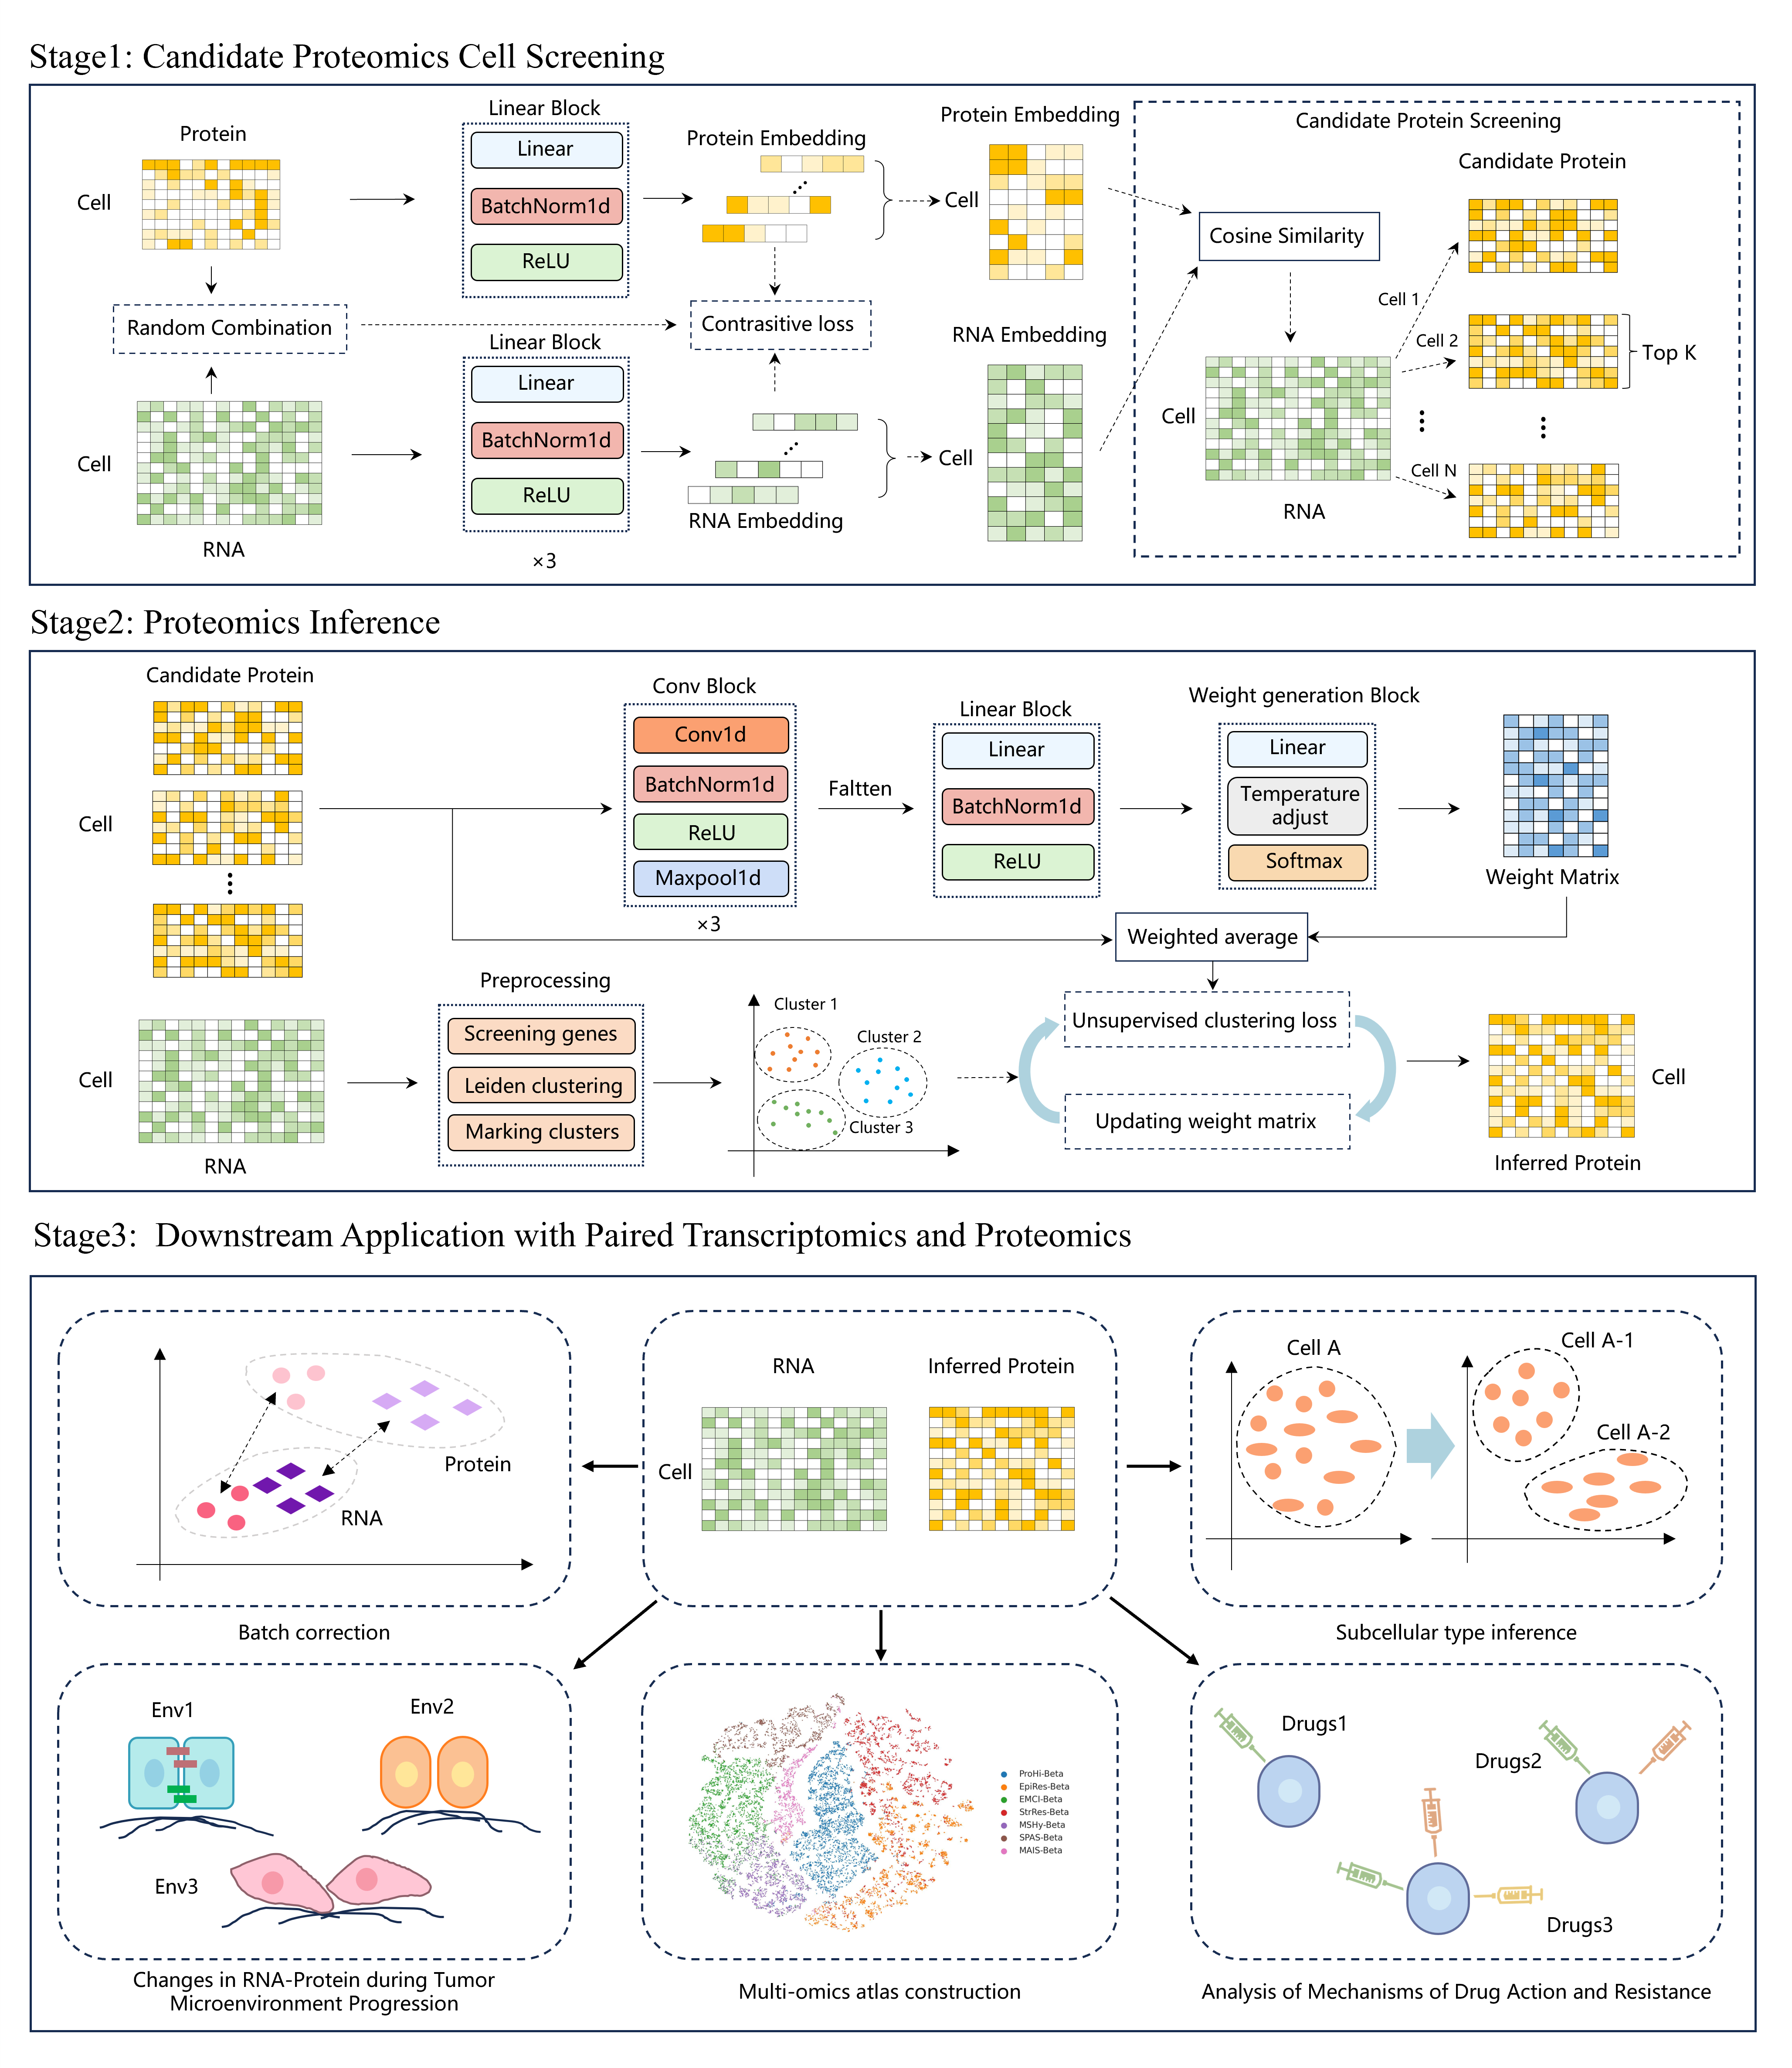 Stage1: Candidate Proteomics Cell Screening
Protein
Cell
Random Combination
Cell
RNA
Linear Block
Linear
BatchNorm1d
ReLU
Linear Block
Linear
BatchNorm1d
ReLU
×3
Protein Embedding
Contrasitive loss
RNA Embedding
Protein Embedding
Cell
RNA Embedding
Cell
Candidate Protein Screening
Cosine Similarity
Candidate Protein
Cell 1
Cell 2
Top K
Cell
Cell N
RNA
Stage2: Proteomics Inference
Candidate Protein
Cell
Conv Block
Conv1d
BatchNorm1d
ReLU
Maxpool1d
×3
Faltten
Linear Block
Linear
BatchNorm1d
ReLU
Weight generation Block
Linear
Temperature
adjust
Softmax
Weight Matrix
Weighted average
Cell
RNA
Preprocessing
Screening genes
Leiden clustering
Marking clusters
Cluster 1
Cluster 2
Cluster 3
Unsupervised clustering loss
Updating weight matrix
Cell
Inferred Protein
Stage3: Downstream Application with Paired Transcriptomics and Proteomics
Protein
RNA
Batch correction
RNA
Inferred Protein
Cell
Cell A
Cell A-1
Cell A-2
Subcellular type inference
Env1
Env2
Env3
Changes in RNA-Protein during Tumor
Microenvironment Progression
ProHi-Beta
EpiRes-Beta
EMCI-Beta
StrRes-Beta
MSHy-Beta
SPAS-Beta
MAIS-Beta
Multi-omics atlas construction
Drugs1
Drugs2
Drugs3
Analysis of Mechanisms of Drug Action and Resistance